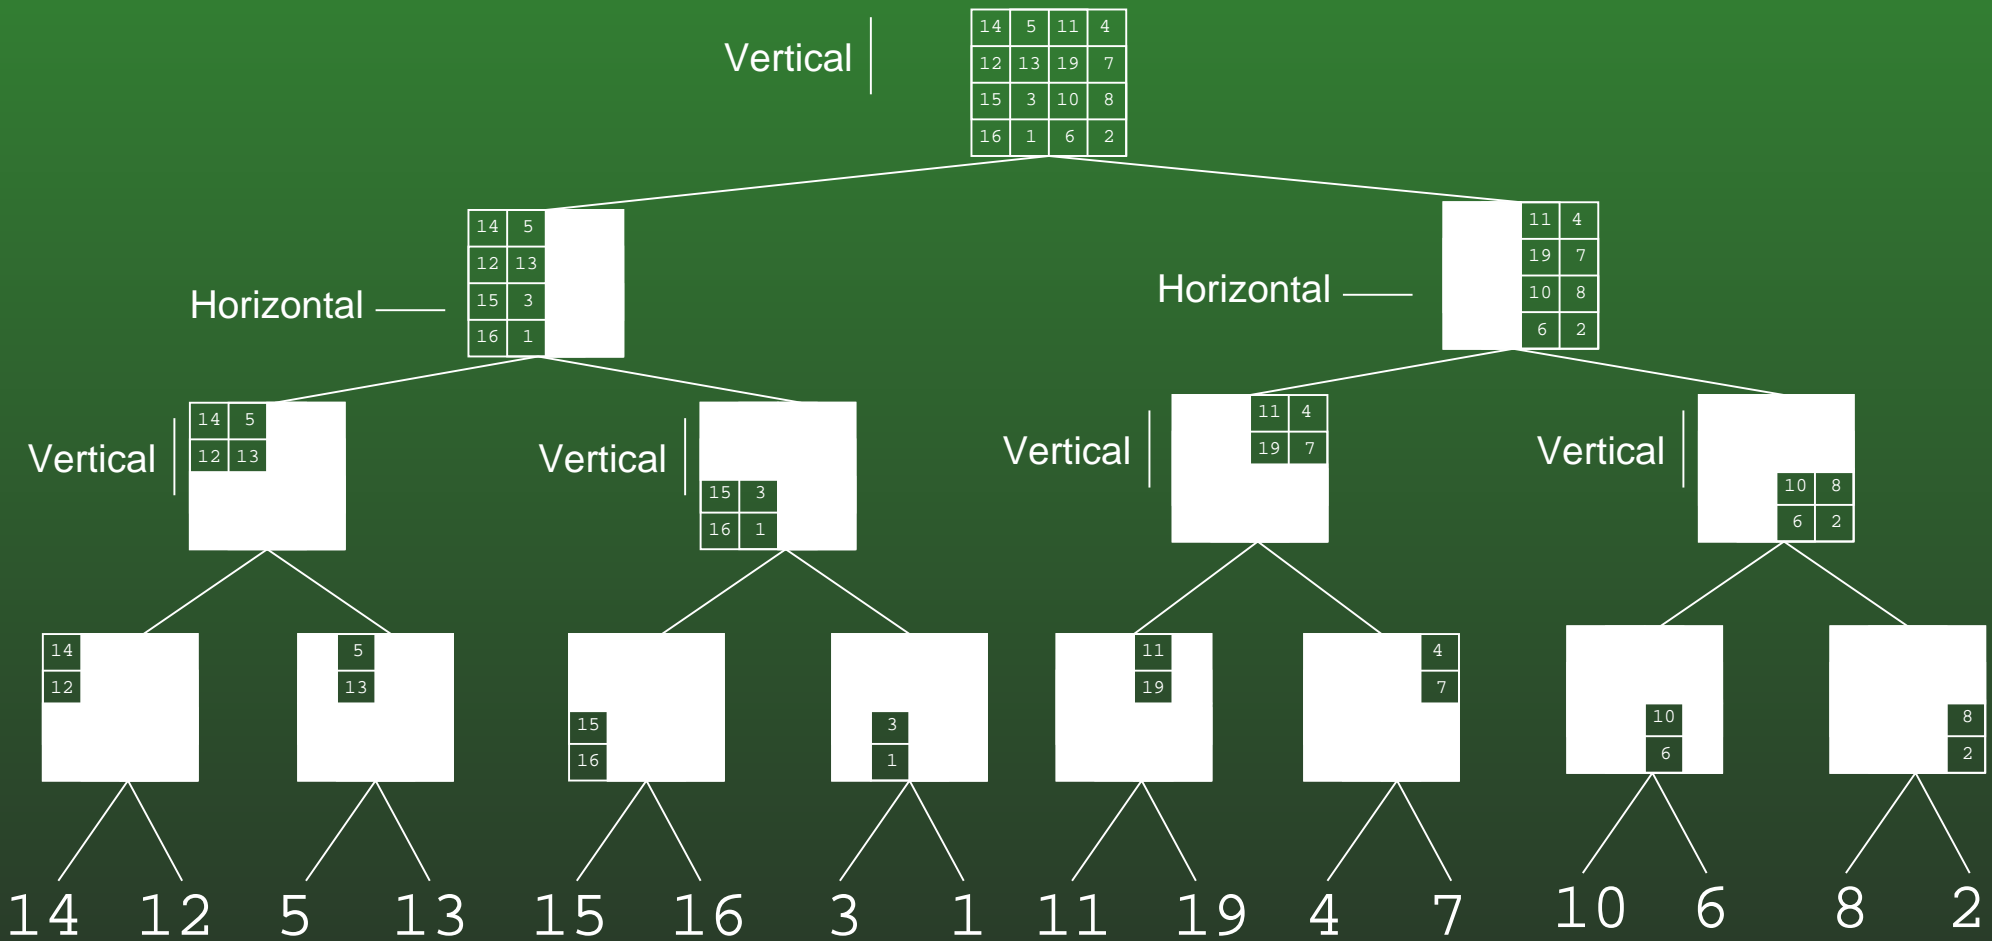 Vertical
14 5 11 4
12 13 19 7
15 3 10 8
16 1 6 2
Horizontal
14 5
12 13
15 3
16 1
Horizontal
11 4
19 7
10 8
6 2
Vertical
14 5
12 13
Vertical
15 3
16 1
Vertical
11 4
19 7
Vertical
10 8
6 2
14
12
5
13
15
16
3
1
11
19
4
7
10
6
8
2
14 12 5 13 15 16 3 1 11 19 4 7 10 6 8 2